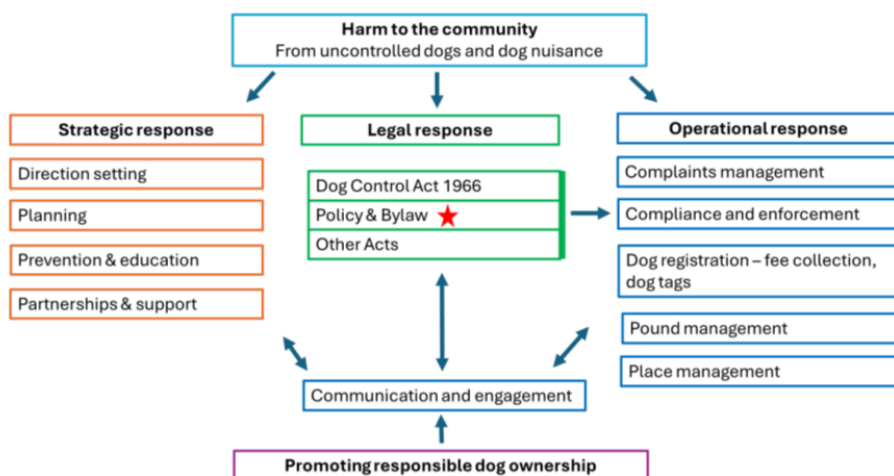 Harm to the community
From uncontrolled dogs and dog nuisance
Strategic response
Direction setting
Planning
Prevention & education
Partnerships & support
Legal response
Dog Control Act 1966
Policy & Bylaw
Other Acts
Operational response
Complaints management
Compliance and enforcement
Dog registration – fee collection,
dog tags
Pound management
Place management
Communication and engagement
Promoting responsible dog ownership